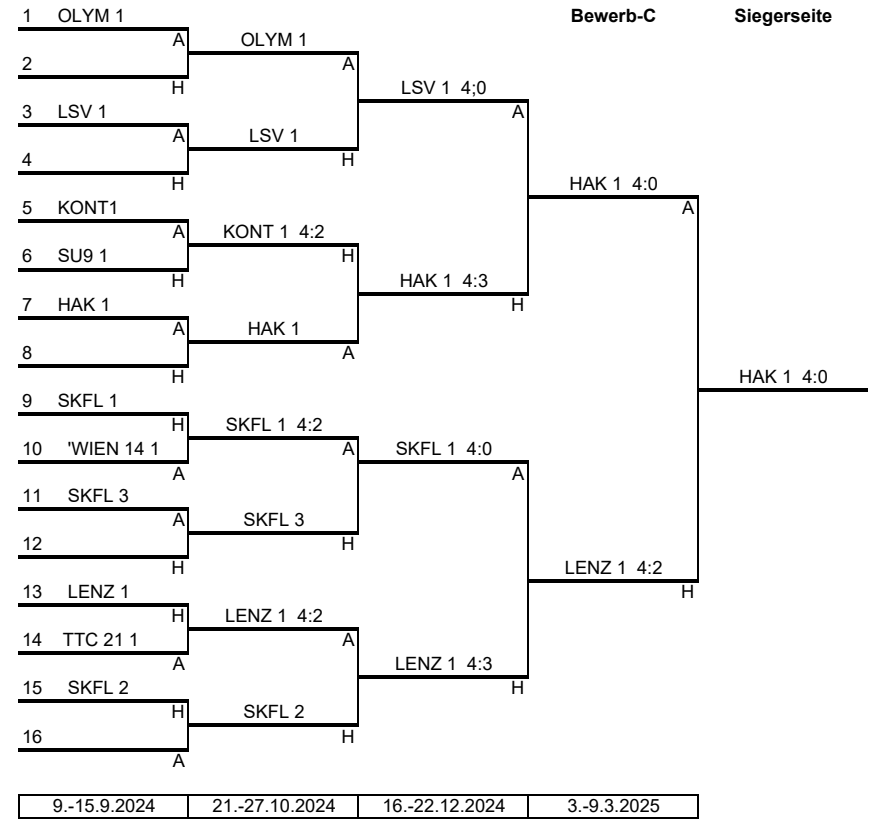 1 OLYM 1 Bewerb-C Siegerseite
A OLYM 1
2 A
H LSV 1 4;0
3 LSV 1 A
A LSV 1
4 H
H HAK 1 4:0
5 KONT1 A
A KONT 1 4:2
6 SU9 1 H
H HAK 1 4:3
7 HAK 1 H
A HAK 1
8 A
H HAK 1 4:0
9 SKFL 1
H SKFL 1 4:2
10 'WIEN 14 1 A SKFL 1 4:0
A A
11 SKFL 3
A SKFL 3
12 H
H LENZ 1 4:2
13 LENZ 1 H
H LENZ 1 4:2
14 TTC 21 1 A
A LENZ 1 4:3
15 SKFL 2 H
H SKFL 2
16 H
A
9.-15.9.2024 21.-27.10.2024 16.-22.12.2024 3.-9.3.2025